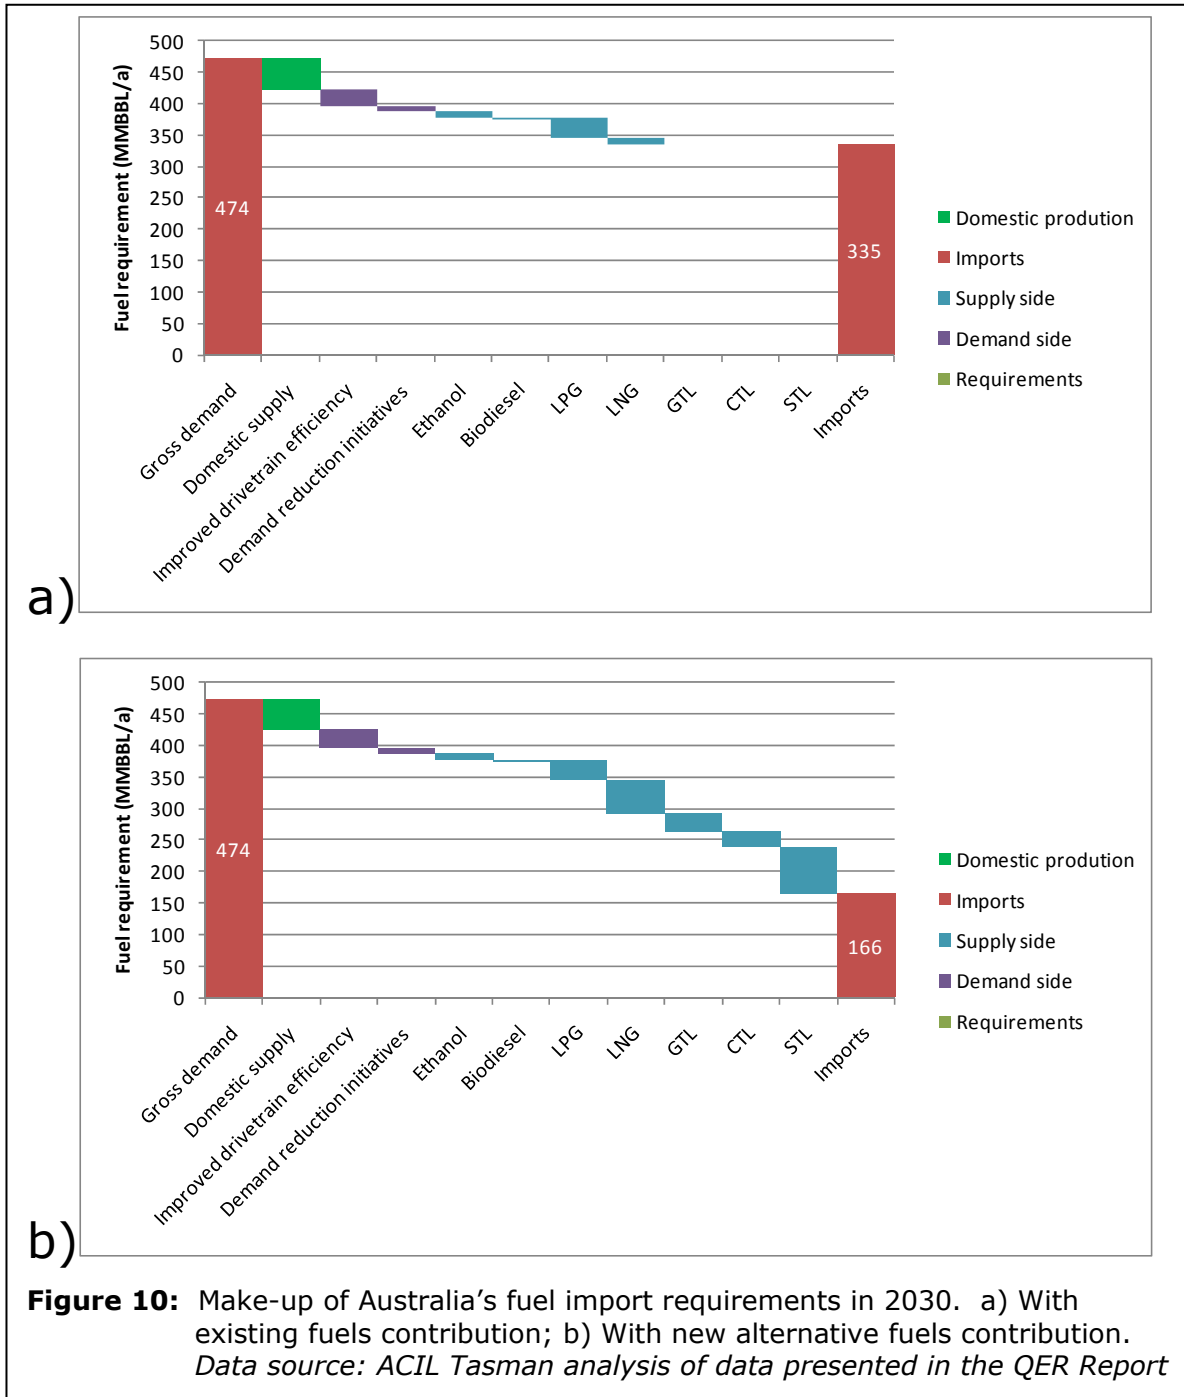 500
450
400
350
300
250
200
150
100
50
0
Fuel requirement (MMBBL/a)
474
335
Gross demand
Domestic supply
Improved drivetrain efficiency
Demand reduction initiatives
Ethanol
Biodiesel
LPG
LNG
GTL
CTL
STL
Imports
Domestic prodution
Imports
Supply side
Demand side
Requirements
a)
500
450
400
350
300
250
200
150
100
50
0
Fuel requirement (MMBBL/a)
474
166
Gross demand
Domestic supply
Improved drivetrain efficiency
Demand reduction initiatives
Ethanol
Biodiesel
LPG
LNG
GTL
CTL
STL
Imports
Domestic prodution
Imports
Supply side
Demand side
Requirements
b)
Figure 10: Make-up of Australia’s fuel import requirements in 2030. a) With
existing fuels contribution; b) With new alternative fuels contribution.
Data source: ACIL Tasman analysis of data presented in the QER Report